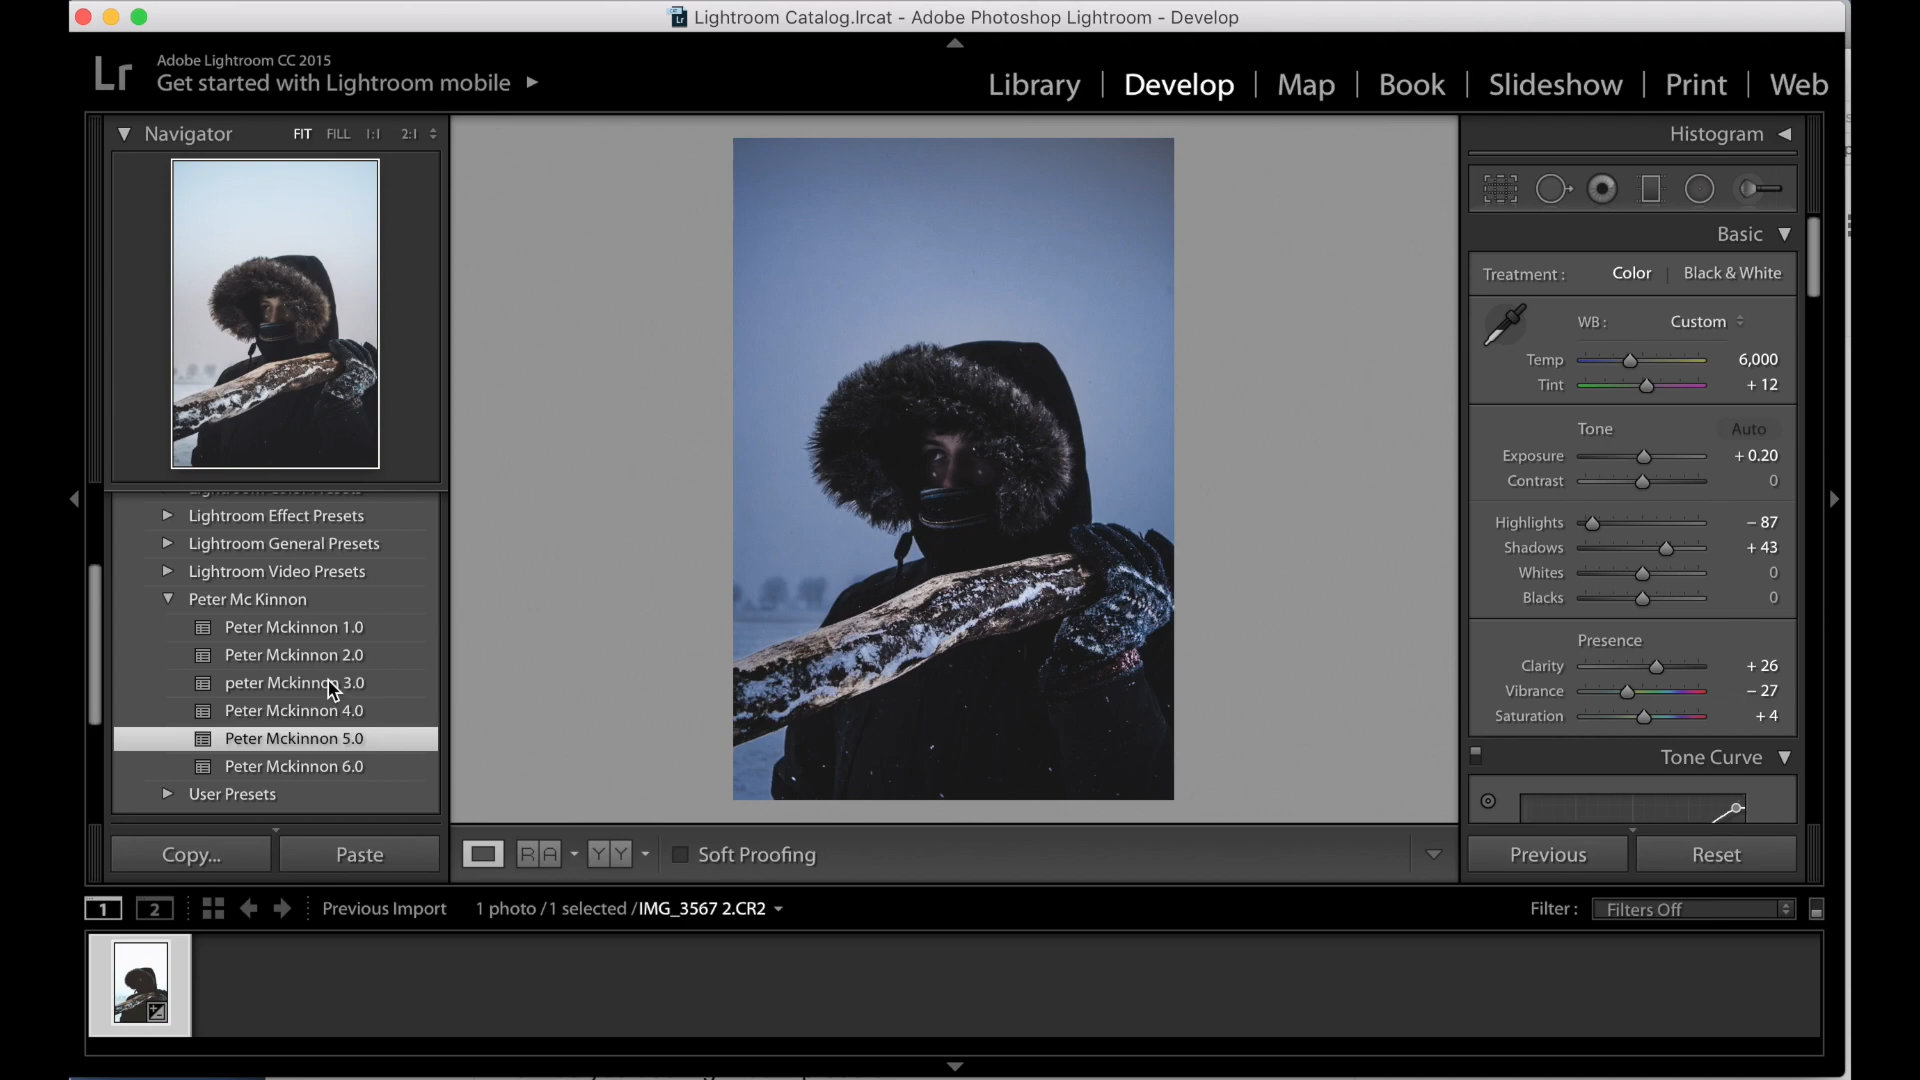 Lightroom Catalog.lrcat - Adobe Photoshop Lightroom - Develop
Lr
Adobe Lightroom CC 2015
Get started with Lightroom mobile
Library | Develop | Map | Book | Slideshow | Print | Web
Navigator FIT FILL 1:1 2:1
Lightroom Color Presets
Lightroom Effect Presets
Lightroom General Presets
Lightroom Video Presets
Peter Mc Kinnon
Peter Mckinnon 1.0
Peter Mckinnon 2.0
peter Mckinnon 3.0
Peter Mckinnon 4.0
Peter Mckinnon 5.0
Peter Mckinnon 6.0
User Presets
Copy... Paste
Histogram
Basic
Treatment : Color | Black & White
WB : Custom
Temp 6,000
Tint + 12
Tone Auto
Exposure + 0.20
Contrast 0
Highlights – 87
Shadows + 43
Whites 0
Blacks 0
Presence
Clarity + 26
Vibrance – 27
Saturation + 4
Tone Curve
Previous Reset
R A Y Y Soft Proofing
1 2 Previous Import 1 photo / 1 selected / IMG_3567 2.CR2 Filter : Filters Off